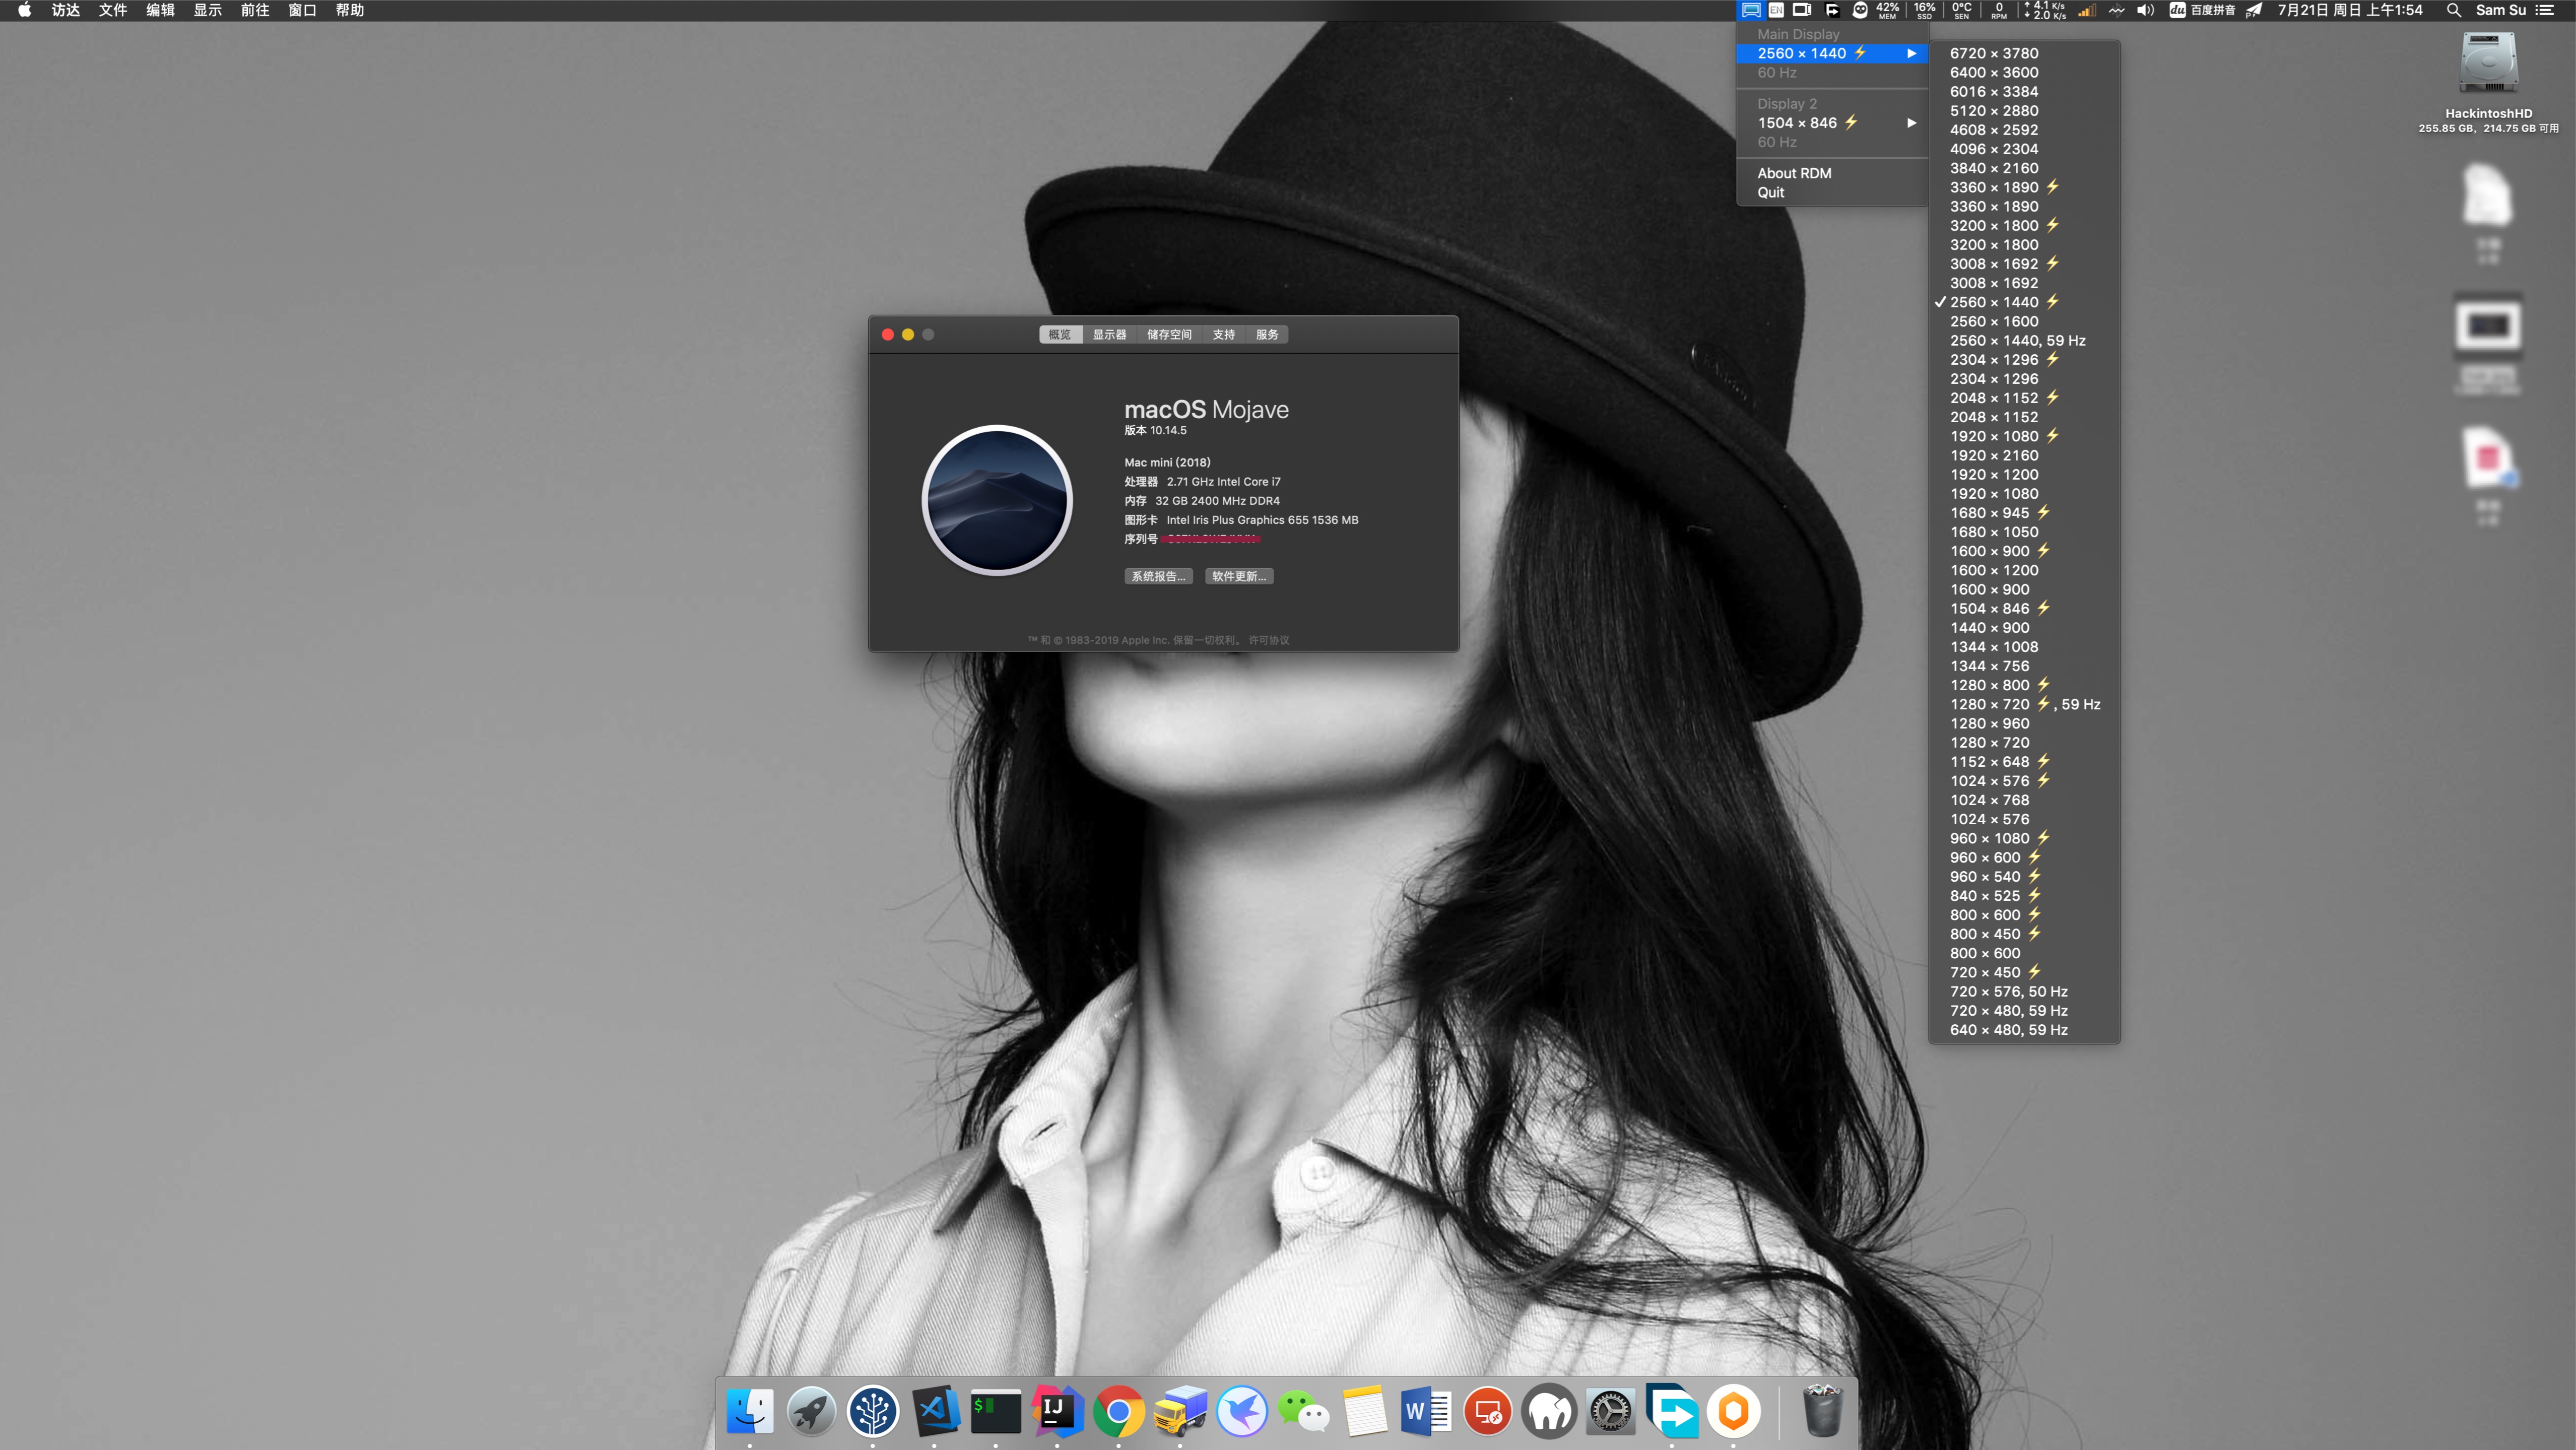 访达 文件 编辑 显示 前往 窗口 帮助
EN 42% MEM 16% SSD 0°C SEN 0 RPM 4.1 K/s 2.0 K/s du 百度拼音 7月21日 周日 上午1:54 Sam Su
Main Display
2560 × 1440 ⚡
60 Hz
Display 2
1504 × 846 ⚡
60 Hz
About RDM
Quit
6720 × 3780
6400 × 3600
6016 × 3384
5120 × 2880
4608 × 2592
4096 × 2304
3840 × 2160
3360 × 1890 ⚡
3360 × 1890
3200 × 1800 ⚡
3200 × 1800
3008 × 1692 ⚡
3008 × 1692
✓ 2560 × 1440 ⚡
2560 × 1600
2560 × 1440, 59 Hz
2304 × 1296 ⚡
2304 × 1296
2048 × 1152 ⚡
2048 × 1152
1920 × 1080 ⚡
1920 × 2160
1920 × 1200
1920 × 1080
1680 × 945 ⚡
1680 × 1050
1600 × 900 ⚡
1600 × 1200
1600 × 900
1504 × 846 ⚡
1440 × 900
1344 × 1008
1344 × 756
1280 × 800 ⚡
1280 × 720 ⚡, 59 Hz
1280 × 960
1280 × 720
1152 × 648 ⚡
1024 × 576 ⚡
1024 × 768
1024 × 576
960 × 1080 ⚡
960 × 600 ⚡
960 × 540 ⚡
840 × 525 ⚡
800 × 600 ⚡
800 × 450 ⚡
800 × 600
720 × 450 ⚡
720 × 576, 50 Hz
720 × 480, 59 Hz
640 × 480, 59 Hz
HackintoshHD
255.85 GB, 214.75 GB 可用
概览 显示器 储存空间 支持 服务
macOS Mojave
版本 10.14.5
Mac mini (2018)
处理器 2.71 GHz Intel Core i7
内存 32 GB 2400 MHz DDR4
图形卡 Intel Iris Plus Graphics 655 1536 MB
序列号
系统报告... 软件更新...
™ 和 © 1983-2019 Apple Inc. 保留一切权利。 许可协议
$ IJ W